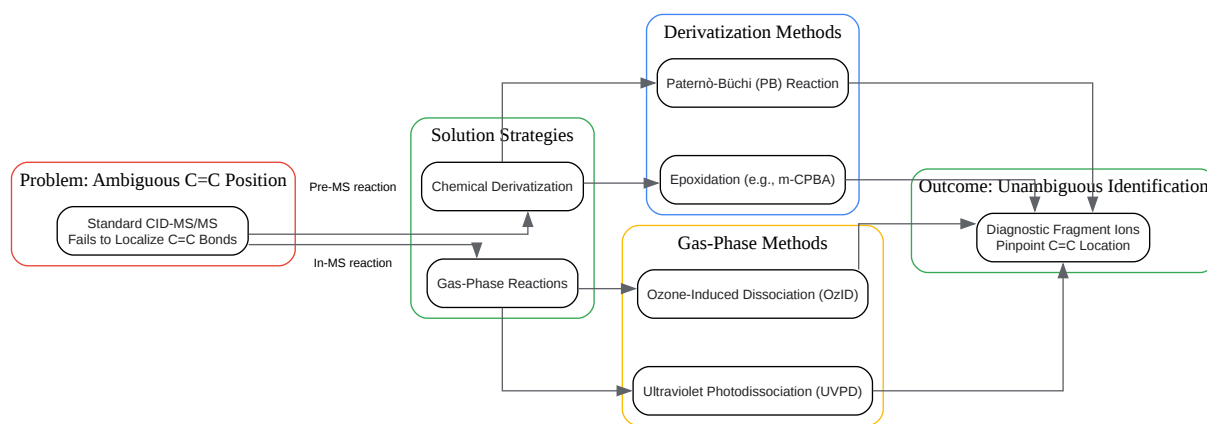 Problem: Ambiguous C=C Position
Standard CID-MS/MS
Fails to Localize C=C Bonds
Pre-MS reaction
In-MS reaction
Solution Strategies
Chemical Derivatization
Gas-Phase Reactions
Derivatization Methods
Paternò-Büchi (PB) Reaction
Epoxidation (e.g., m-CPBA)
Gas-Phase Methods
Ozone-Induced Dissociation (OzID)
Ultraviolet Photodissociation (UVPD)
Outcome: Unambiguous Identification
Diagnostic Fragment Ions
Pinpoint C=C Location